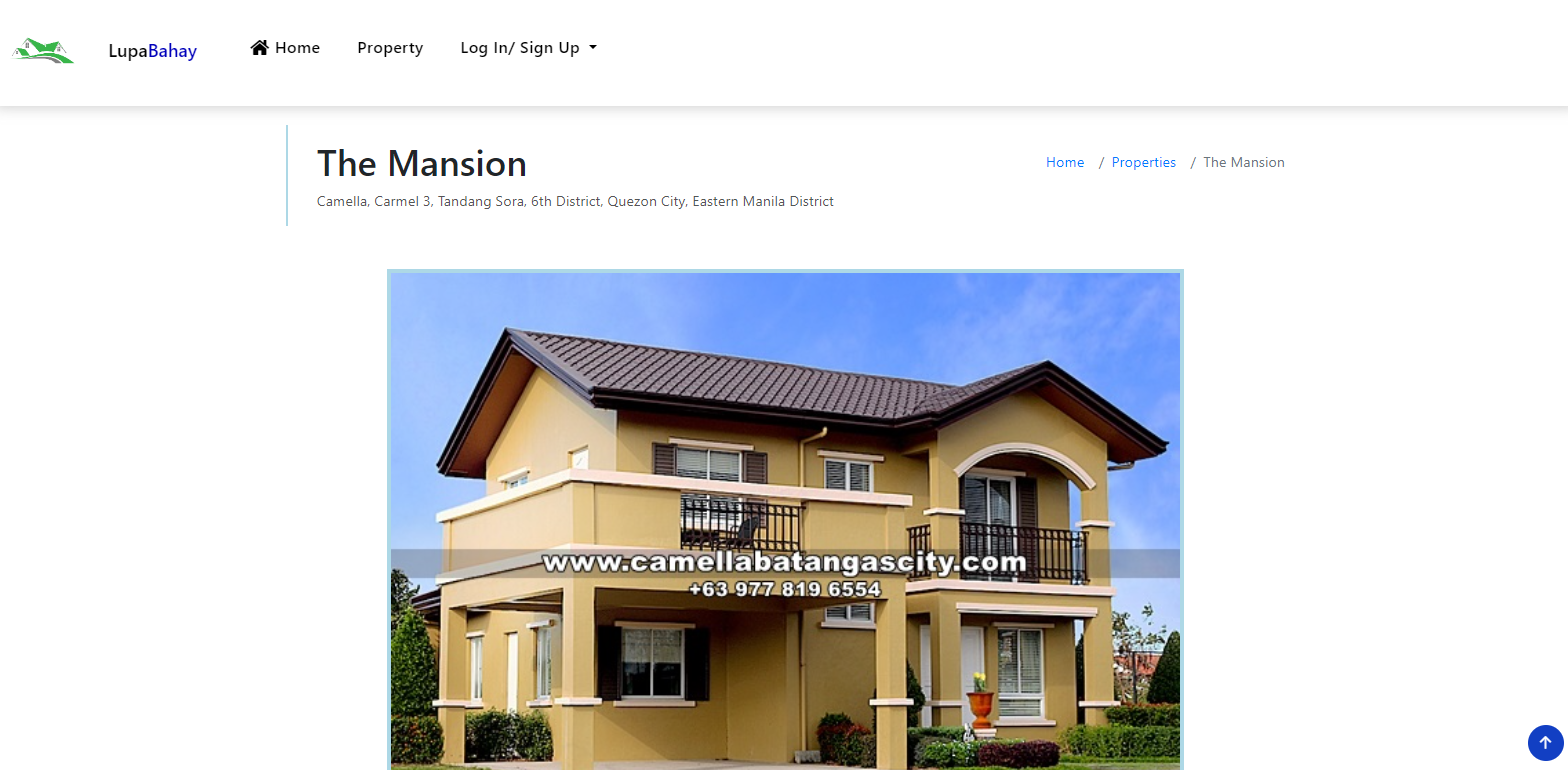 LupaBahay
Home
Property
Log In/ Sign Up
The Mansion
Home / Properties / The Mansion
Camella, Carmel 3, Tandang Sora, 6th District, Quezon City, Eastern Manila District
www.camellabatangascity.com
+63 977 819 6554